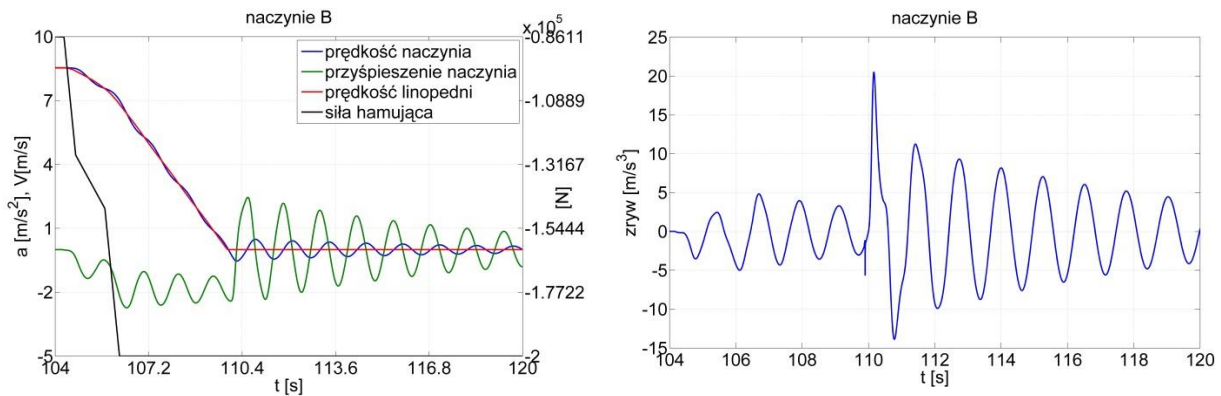 naczynie B
x 10^5
10
7
4
1
-2
-5
a [m/s²], V[m/s]
-0.8611
-1.0889
-1.3167
-1.5444
-1.7722
-2
[N]
prędkość naczynia
przyśpieszenie naczynia
prędkość linopedni
siła hamująca
104 107.2 110.4 113.6 116.8 120
t [s]
naczynie B
25
20
15
10
5
0
-5
-10
-15
zryw [m/s³]
104 106 108 110 112 114 116 118 120
t [s]